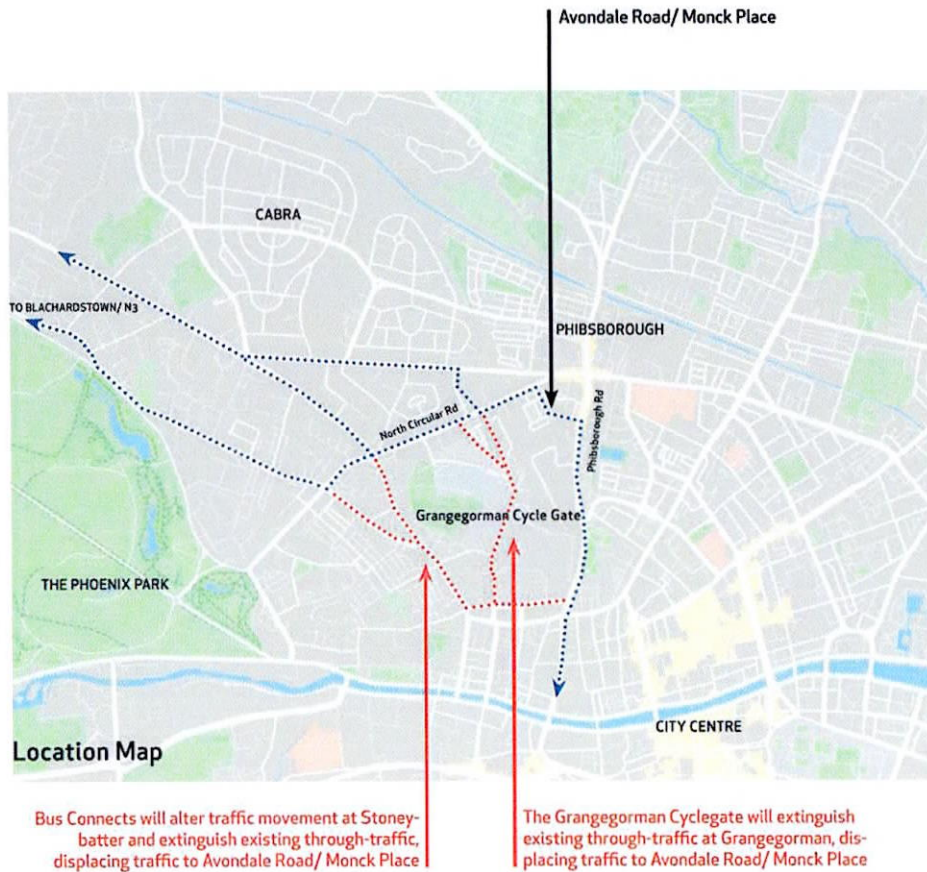 Avondale Road/ Monck Place
CABRA
TO BLACHARDSTOWN/ N3
PHIBSBOROUGH
North Circular Rd
Phibsborough Rd
Grangegorman Cycle Gate
THE PHOENIX PARK
CITY CENTRE
Location Map
Bus Connects will alter traffic movement at Stoney-
batter and extinguish existing through-traffic,
displacing traffic to Avondale Road/ Monck Place
The Grangegorman Cyclegate will extinguish
existing through-traffic at Grangegorman, dis-
placing traffic to Avondale Road/ Monck Place